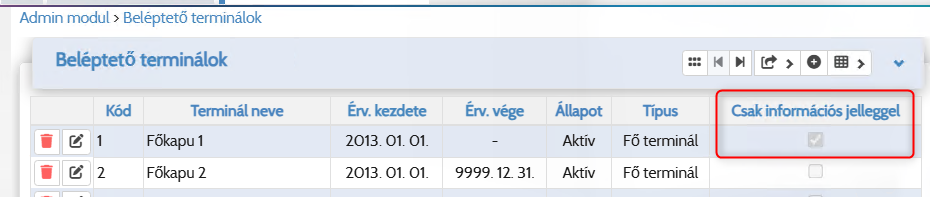 Admin modul > Beléptető terminálok
Beléptető terminálok
Kód Terminál neve Érv. kezdete Érv. vége Állapot Típus Csak információs jelleggel
1 Főkapu 1 2013. 01. 01. - Aktív Fő terminál
2 Főkapu 2 2013. 01. 01. 9999. 12. 31. Aktív Fő terminál